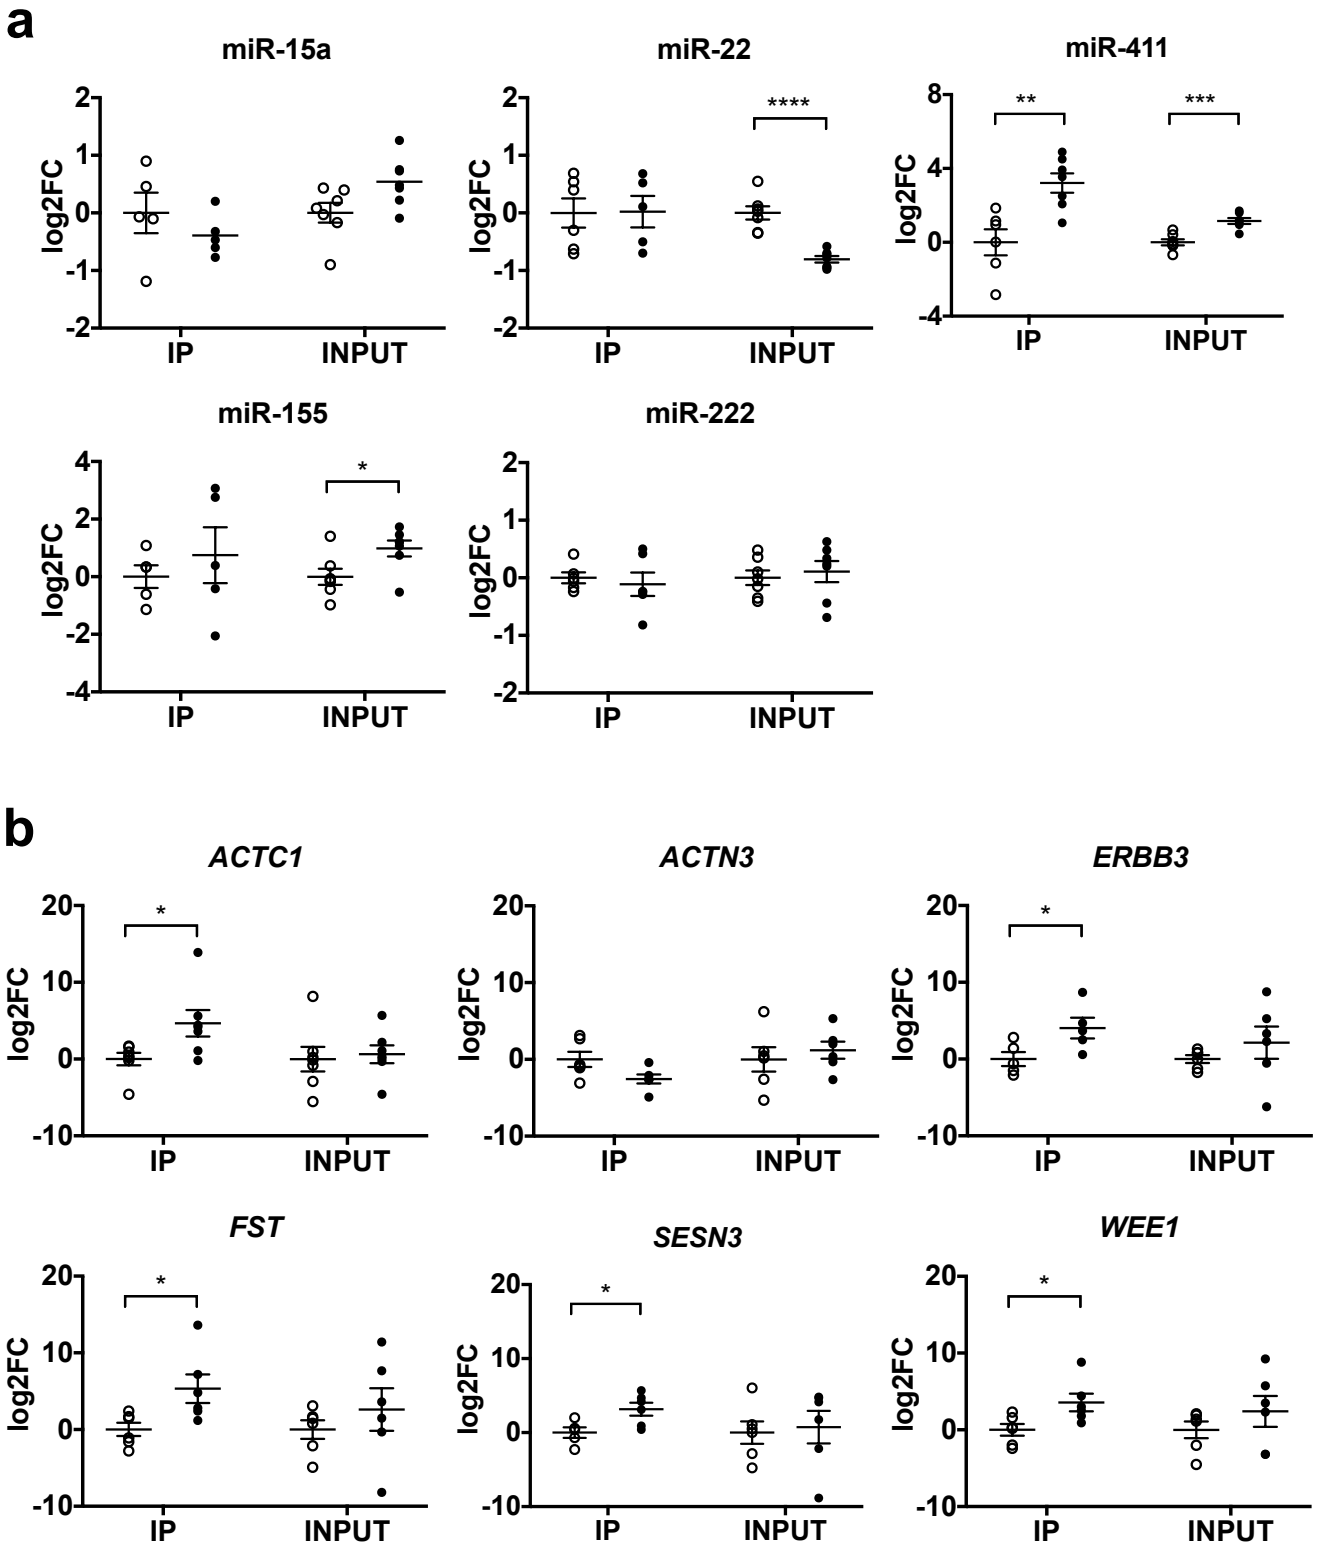 a
miR-15a
miR-22
miR-411
2
1
0
-1
-2
log2FC
IP
INPUT
2
1
0
-1
-2
log2FC
****
IP
INPUT
8
4
0
-4
log2FC
**
***
IP
INPUT
miR-155
miR-222
4
2
0
-2
-4
log2FC
*
IP
INPUT
2
1
0
-1
-2
log2FC
IP
INPUT
b
ACTC1
ACTN3
ERBB3
20
10
0
-10
log2FC
*
IP
INPUT
20
10
0
-10
log2FC
IP
INPUT
20
10
0
-10
log2FC
*
IP
INPUT
FST
SESN3
WEE1
20
10
0
-10
log2FC
*
IP
INPUT
20
10
0
-10
log2FC
*
IP
INPUT
20
10
0
-10
log2FC
*
IP
INPUT